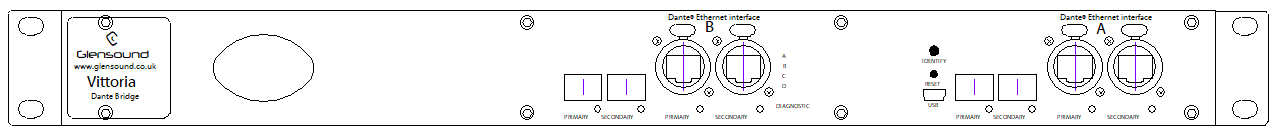 Glensound
www.glensound.co.uk
Vittoria
Dante Bridge
Dante® Ethernet interface
B
A
B
C
D
DIAGNOSTIC
PRIMARY SECONDARY PRIMARY SECONDARY
IDENTIFY
RESET
USB
Dante® Ethernet interface
A
PRIMARY SECONDARY PRIMARY SECONDARY